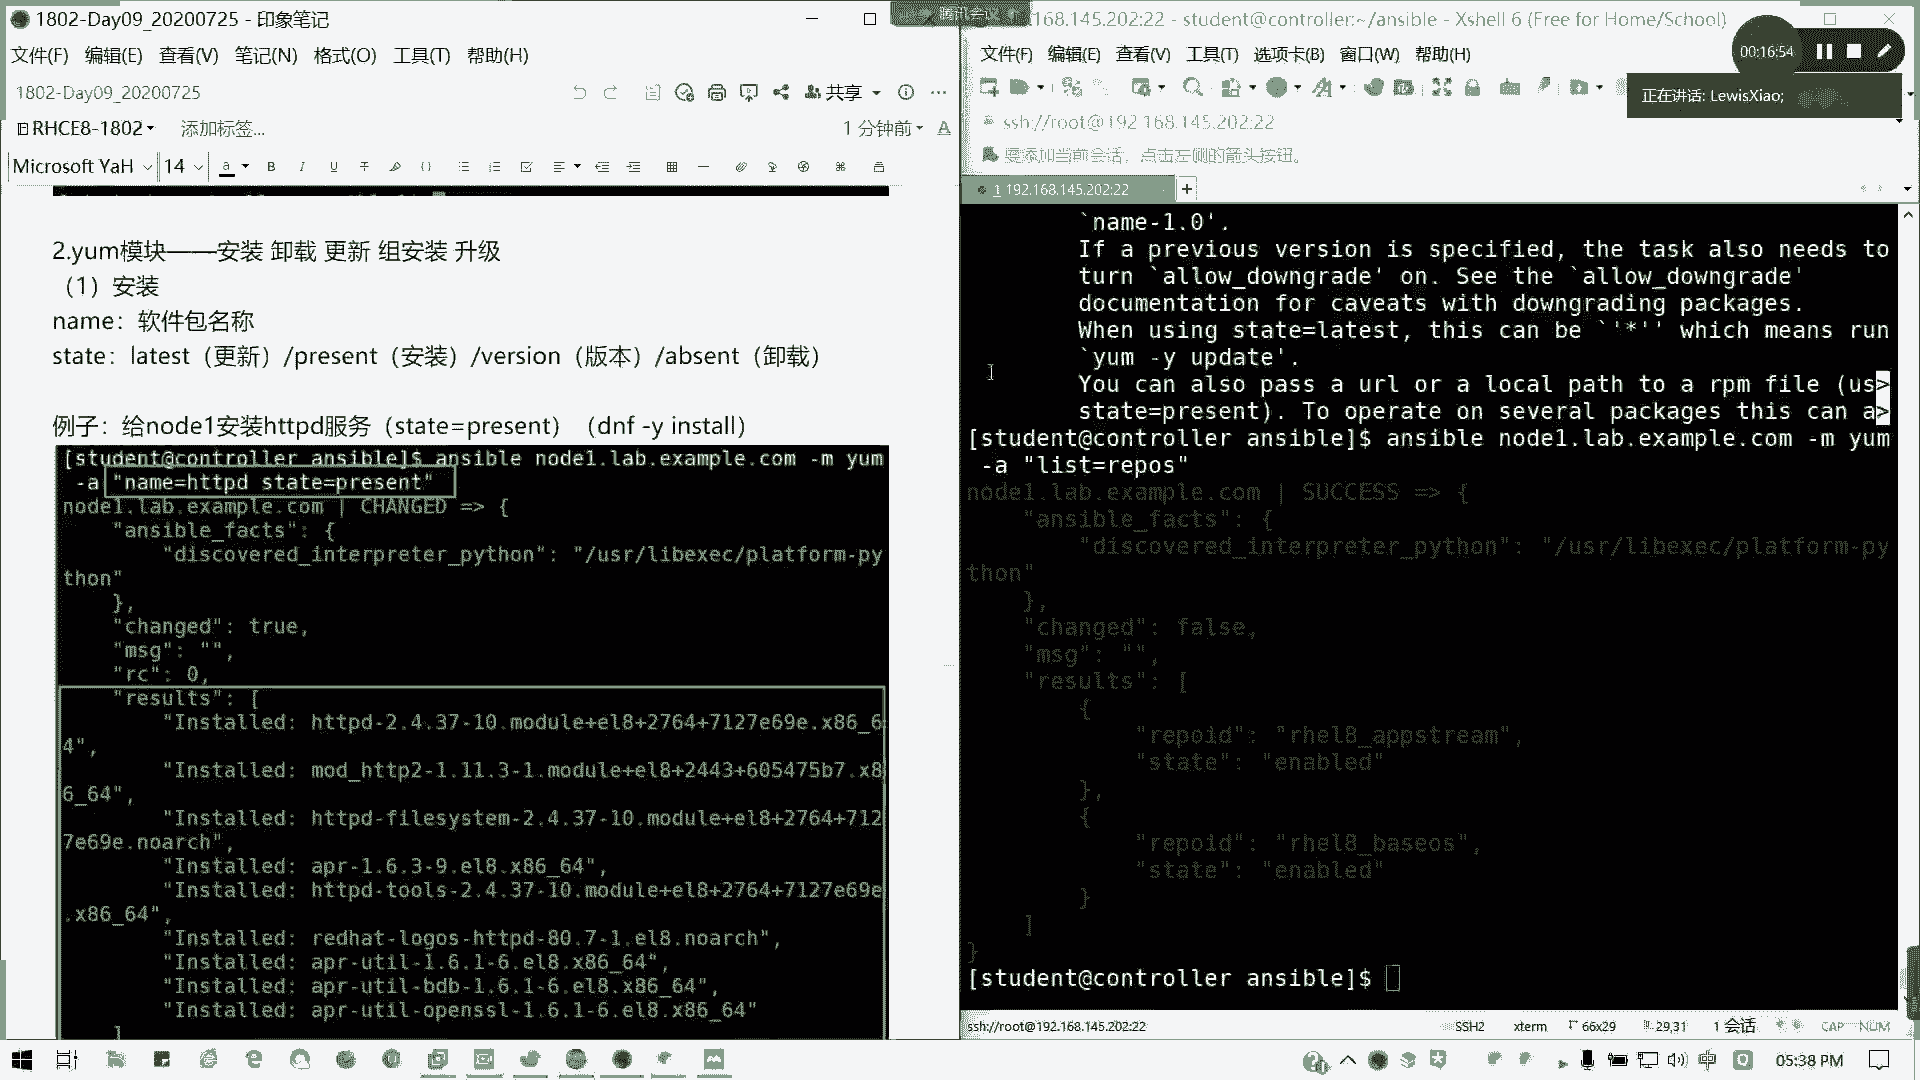 1802-Day09_20200725 - 印象笔记
文件(F) 编辑(E) 查看(V) 笔记(N) 格式(O) 工具(T) 帮助(H)
1802-Day09_20200725
共享
RHCE8-1802
添加标签...
1 分钟前
Microsoft YaH
14
2.yum模块——安装 卸载 更新 组安装 升级
（1）安装
name：软件包名称
state：latest（更新）/present（安装）/version（版本）/absent（卸载）
例子：给node1安装httpd服务（state=present）（dnf -y install）
[student@controller ansible]$ ansible node1.lab.example.com -m yum
-a "name=httpd state=present"
node1.lab.example.com | CHANGED => {
"ansible_facts": {
"discovered_interpreter_python": "/usr/libexec/platform-py
thon"
},
"changed": true,
"msg": "",
"rc": 0,
"results": [
"Installed: httpd-2.4.37-10.module+el8+2764+7127e69e.x86_6
4",
"Installed: mod_http2-1.11.3-1.module+el8+2443+605475b7.x8
6_64",
"Installed: httpd-filesystem-2.4.37-10.module+el8+2764+712
7e69e.noarch",
"Installed: apr-1.6.3-9.el8.x86_64",
"Installed: httpd-tools-2.4.37-10.module+el8+2764+7127e69e
.x86_64",
"Installed: redhat-logos-httpd-80.7-1.el8.noarch",
"Installed: apr-util-1.6.1-6.el8.x86_64",
"Installed: apr-util-bdb-1.6.1-6.el8.x86_64",
"Installed: apr-util-openssl-1.6.1-6.el8.x86_64"
]
腾讯会议
168.145.202:22 - student@controller:~/ansible - Xshell 6 (Free for Home/School)
文件(F) 编辑(E) 查看(V) 工具(T) 选项卡(B) 窗口(W) 帮助(H)
00:16:54
正在讲话: LewisXiao;
ssh://root@192.168.145.202:22
要添加当前会话，点击左侧的箭头按钮。
1 192.168.145.202:22
`name-1.0'.
If a previous version is specified, the task also needs to
turn `allow_downgrade' on. See the `allow_downgrade'
documentation for caveats with downgrading packages.
When using state=latest, this can be `'*'' which means run
`yum -y update'.
You can also pass a url or a local path to a rpm file (us>
state=present). To operate on several packages this can a>
[student@controller ansible]$ ansible node1.lab.example.com -m yum
-a "list=repos"
node1.lab.example.com | SUCCESS => {
"ansible_facts": {
"discovered_interpreter_python": "/usr/libexec/platform-py
thon"
},
"changed": false,
"msg": "",
"results": [
{
"repoid": "rhel8_appstream",
"state": "enabled"
},
{
"repoid": "rhel8_baseos",
"state": "enabled"
}
]
}
[student@controller ansible]$
ssh://root@192.168.145.202:22
SSH2 xterm 66x29 29,31 1 会话 CAP NUM
中 05:38 PM